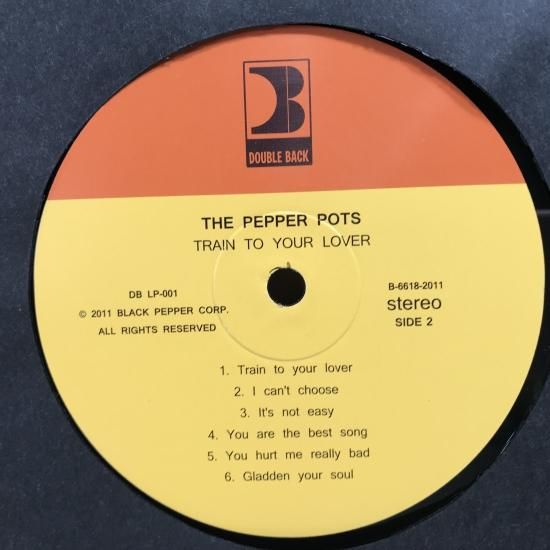 DOUBLE BACK
THE PEPPER POTS
TRAIN TO YOUR LOVER
DB LP-001
© 2011 BLACK PEPPER CORP.
ALL RIGHTS RESERVED
B-6618-2011
stereo
SIDE 2
1. Train to your lover
2. I can't choose
3. It's not easy
4. You are the best song
5. You hurt me really bad
6. Gladden your soul